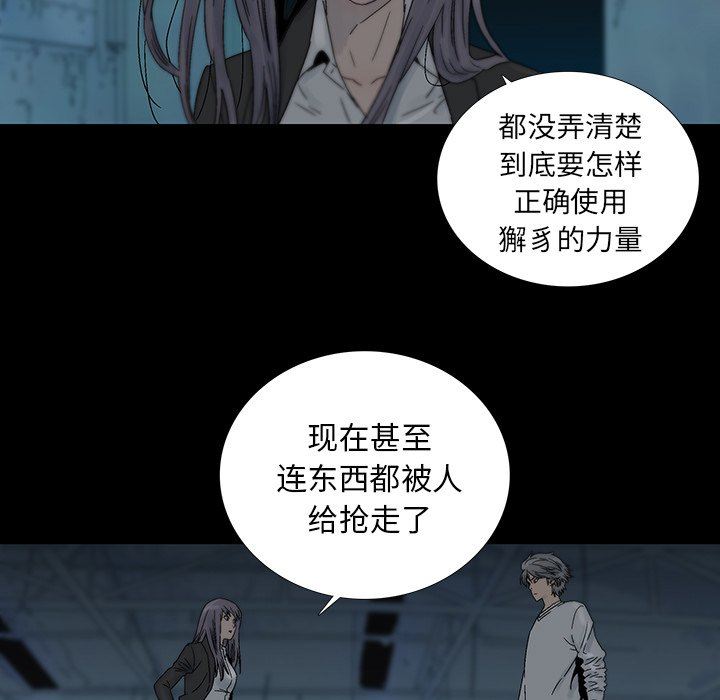 都没弄清楚
到底要怎样
正确使用
獬豸的力量
现在甚至
连东西都被人
给抢走了